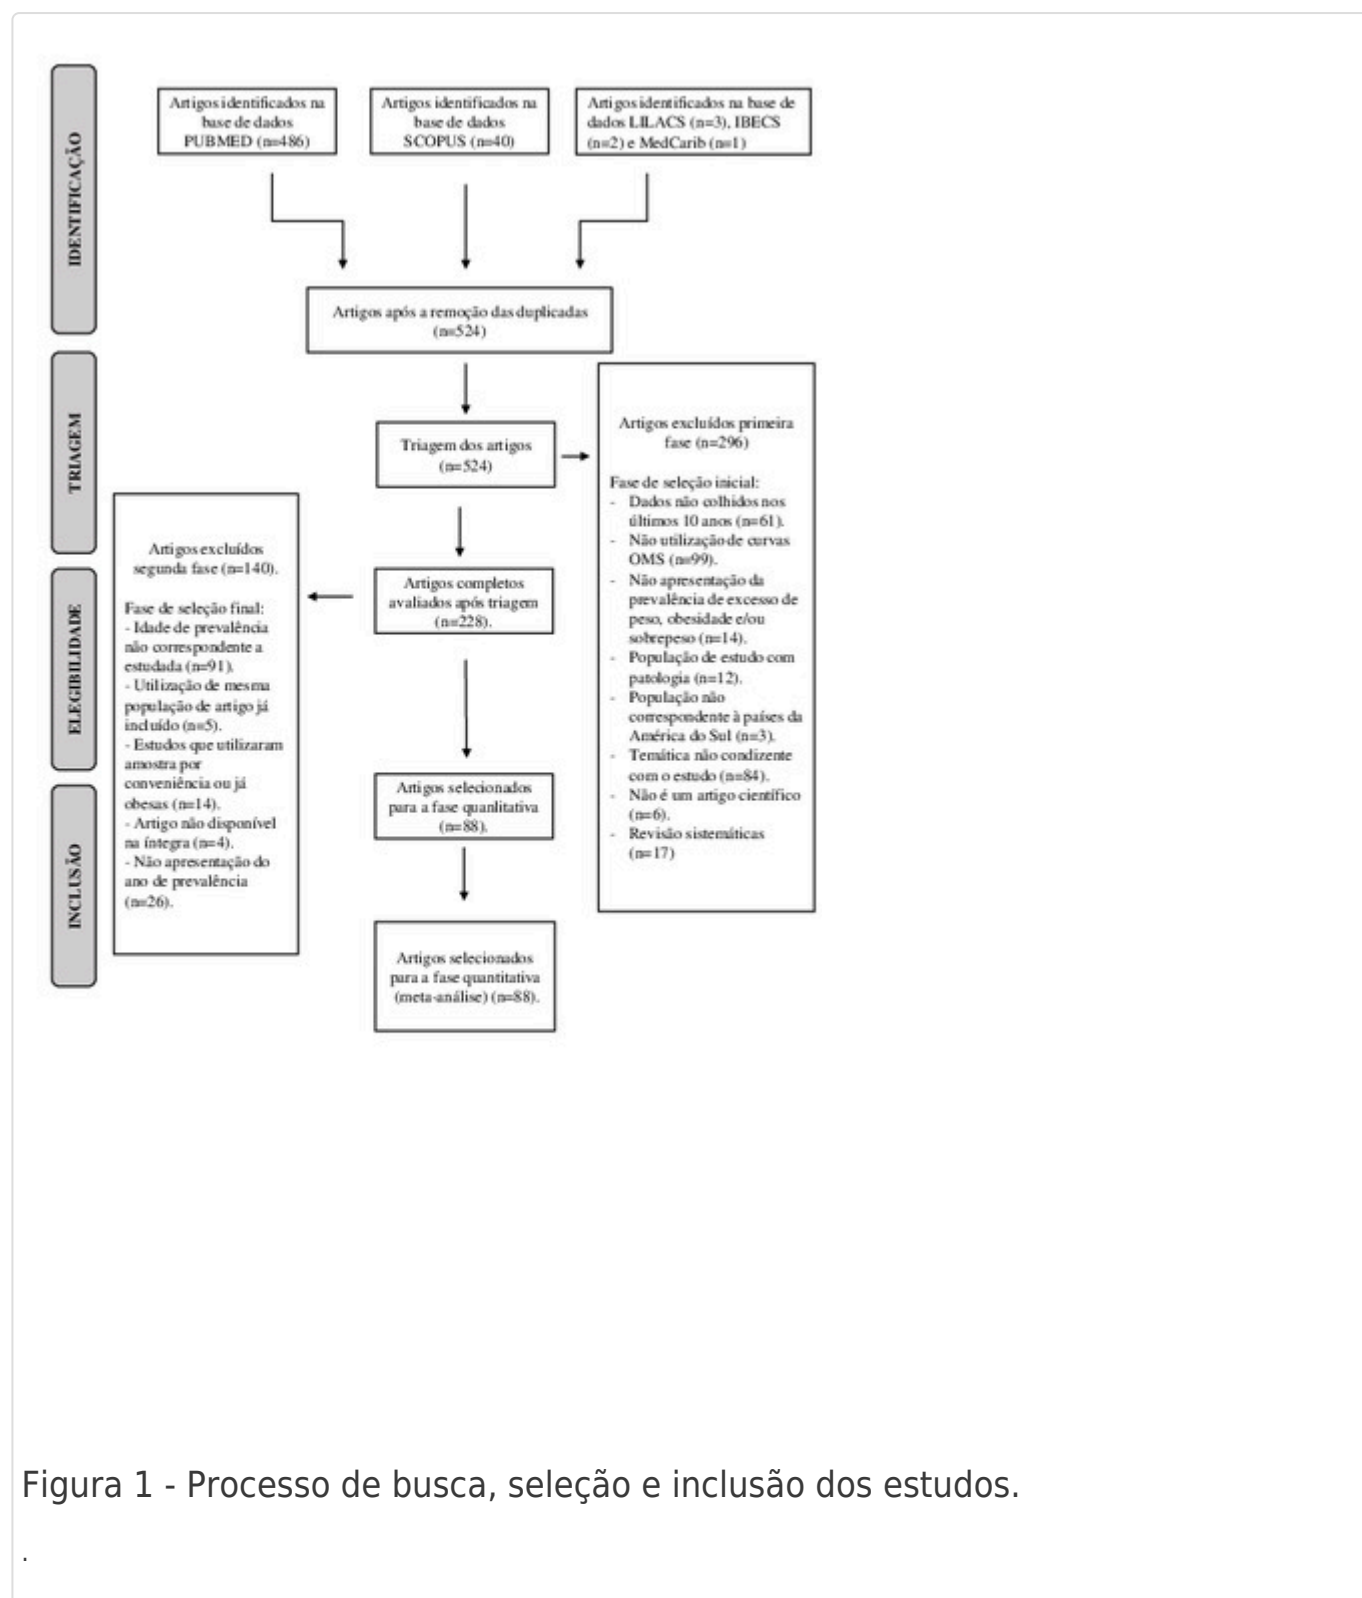 IDENTIFICAÇÃO
Artigos identificados na
base de dados
PUBMED (n=486)
Artigos identificados na
base de dados
SCOPUS (n=40)
Artigos identificados na base de
dados LILACS (n=3), IBECS
(n=2) e MedCarib (n=1)
Artigos após a remoção das duplicadas
(n=524)
TRIAGEM
Triagem dos artigos
(n=524)
Artigos excluídos primeira
fase (n=296)
Fase de seleção inicial:
- Dados não colhidos nos
últimos 10 anos (n=61).
- Não utilização de curvas
OMS (n=99).
- Não apresentação da
prevalência de excesso de
peso, obesidade e/ou
sobrepeso (n=14).
- População de estudo com
patologia (n=12).
- População não
correspondente à países da
América do Sul (n=3).
- Temática não condizente
com o estudo (n=84).
- Não é um artigo científico
(n=6).
- Revisão sistemáticas
(n=17)
ELEGIBILIDADE
Artigos completos
avaliados após triagem
(n=228).
Artigos excluídos
segunda fase (n=140).
Fase de seleção final:
- Idade de prevalência
não correspondente a
estudada (n=91).
- Utilização de mesma
população de artigo já
incluído (n=5).
- Estudos que utilizaram
amostra por
conveniência ou já
obesas (n=14).
- Artigo não disponível
na íntegra (n=4).
- Não apresentação do
ano de prevalência
(n=26).
INCLUSÃO
Artigos selecionados
para a fase quanlitativa
(n=88).
Artigos selecionados
para a fase quantitativa
(meta-análise) (n=88).
Figura 1 - Processo de busca, seleção e inclusão dos estudos.
.